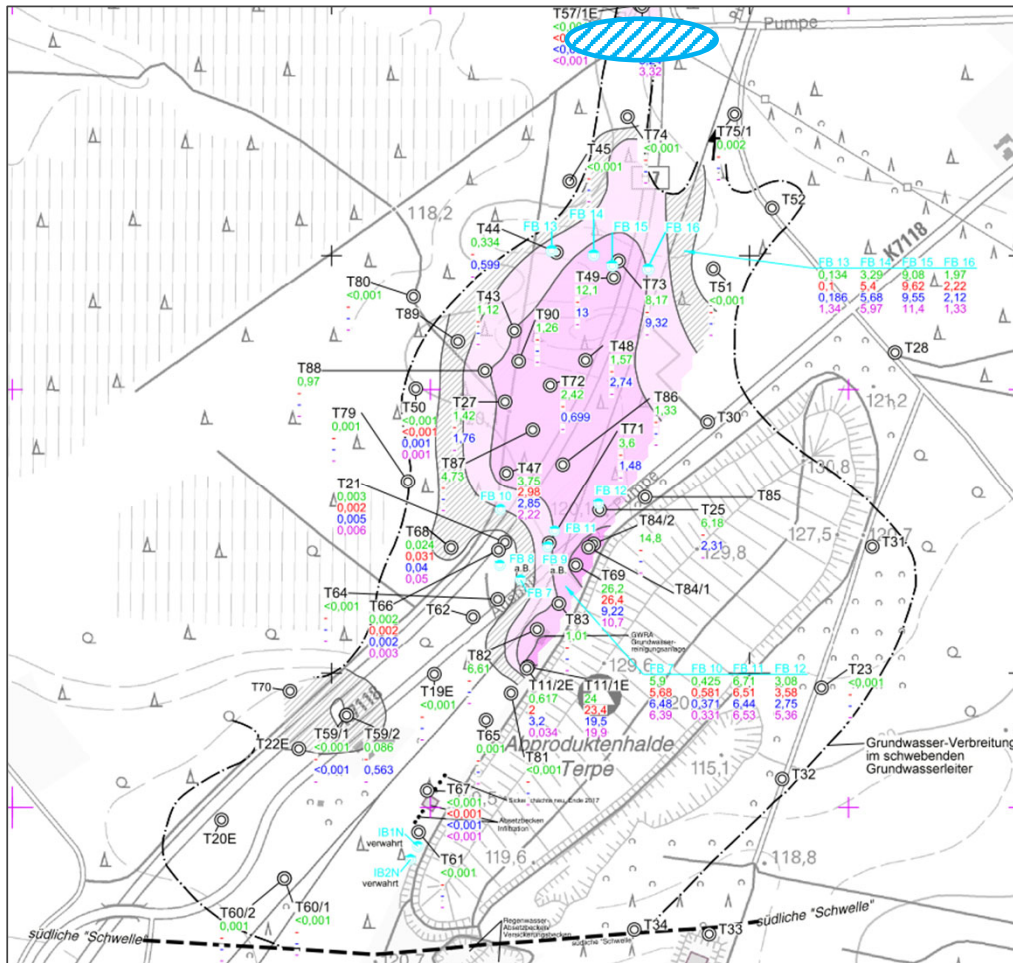 T57/1E
<0,001
Pumpe
<0,001
3,32
T74
<0,001
T75/1
0,002
T45
<0,001
7
118,2
T52
K7118
T44
0,334
0,599
FB 13
FB 14
FB 15
FB 16
FB 13 FB 14 FB 15 FB 16
0,134 3,29 9,08 1,97
0,1 5,4 9,62 2,22
0,186 5,68 9,55 2,12
1,34 5,97 11,4 1,33
T80
<0,001
T49
12,1
13
T73
8,17
9,32
T51
<0,001
T43
1,12
T89
T90
1,26
T48
1,57
2,74
T28
T88
0,97
T72
2,42
0,699
T86
1,33
T50
<0,001
<0,001
0,001
0,001
T27
1,42
1,76
T30
121,2
T79
0,001
T71
3,6
1,48
T87
4,73
T47
3,75
2,98
2,85
2,22
130,8
T21
0,003
0,002
0,005
0,006
FB 10
FB 12
Pumpe
T85
T25
6,18
2,31
127,5
120,7
T68
0,024
0,031
0,04
0,05
FB 11
T84/2
14,8
129,8
T31
FB 8
a.B.
FB 9
a.B.
T69
26,2
26,4
9,22
10,7
T84/1
FB 7
T64
<0,001
T66
0,002
0,002
0,002
0,003
T62
T83
1,01
GWRA
Grundwasser-
reinigungsanlage
T82
6,61
129,6
FB 7 FB 10 FB 11 FB 12
5,9 0,425 6,71 3,08
5,68 0,581 6,51 3,58
6,48 0,371 6,44 2,75
6,39 0,331 6,53 5,36
T23
<0,001
T70
T19E
<0,001
T11/2E
0,617
2
3,2
0,034
T11/1E
24
23,4
19,5
19,9
7118
T59/1
<0,001
<0,001
T59/2
0,086
0,563
T22E
T65
0,001
T81
<0,001
Abproduktenhalde
Terpe
115,1
Grundwasser-Verbreitung
im schwebenden
Grundwasserleiter
T32
T67
<0,001
<0,001
<0,001
<0,001
Absetzbecken
Infiltration
T20E
IB1N
verwahrt
T61
<0,001
IB2N
verwahrt
119,6
118,8
T60/2
0,001
T60/1
<0,001
südliche "Schwelle"
Regenwasser-
Absetzbecken
Versickerungsbecken
südliche "Schwelle"
T34
T33
südliche "Schwelle"
120,7